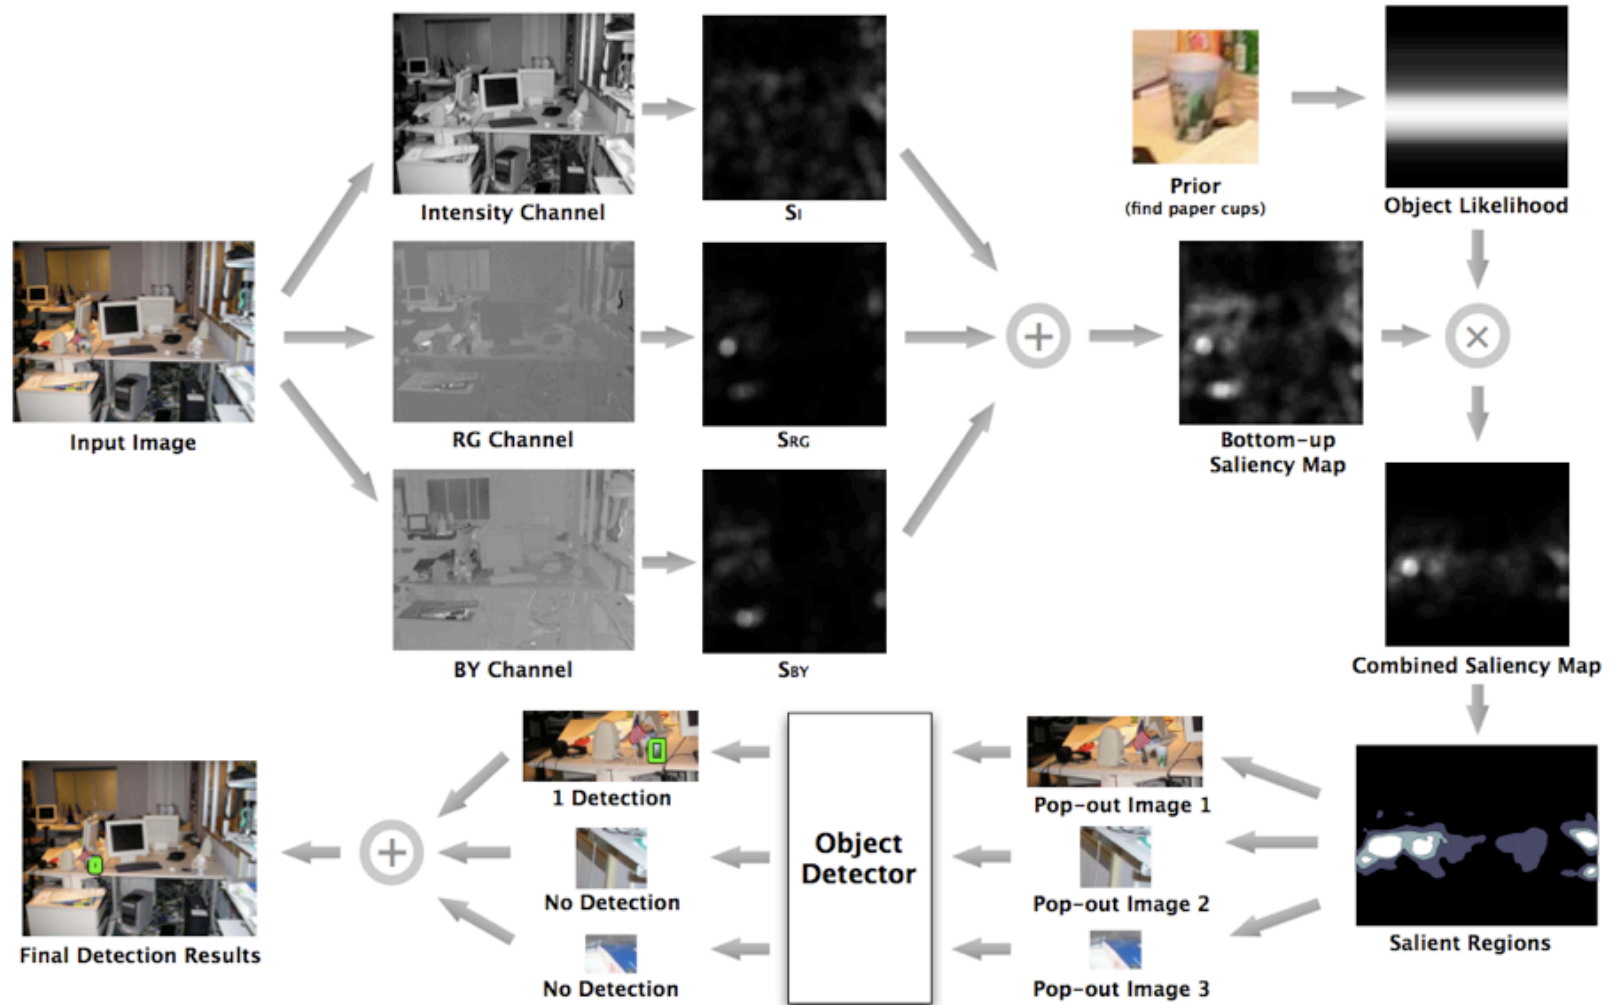 Intensity Channel
SI
Prior
(find paper cups)
Object Likelihood
Input Image
RG Channel
SRG
+
×
Bottom-up
Saliency Map
BY Channel
SBY
Combined Saliency Map
1 Detection
Pop-out Image 1
Object
Detector
+
No Detection
Pop-out Image 2
Final Detection Results
Salient Regions
No Detection
Pop-out Image 3